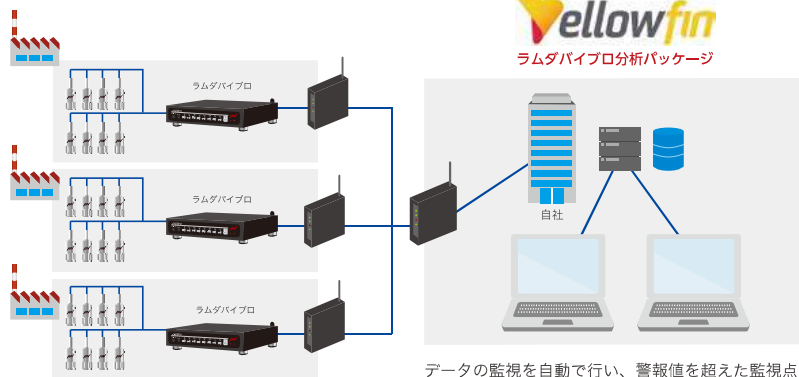 Yellowfin
ラムダバイブロ分析パッケージ
ラムダバイブロ
ラムダバイブロ
ラムダバイブロ
自社
データの監視を自動で行い、警報値を超えた監視点